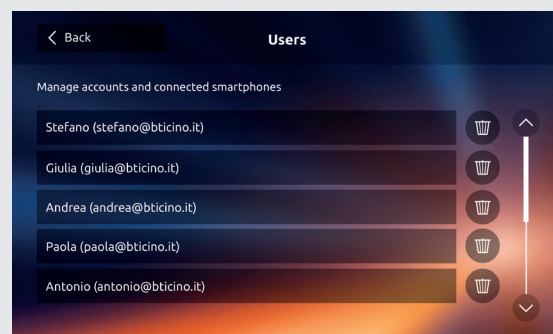 Back
Users
Manage accounts and connected smartphones
Stefano (stefano@bticino.it)
Giulia (giulia@bticino.it)
Andrea (andrea@bticino.it)
Paola (paola@bticino.it)
Antonio (antonio@bticino.it)